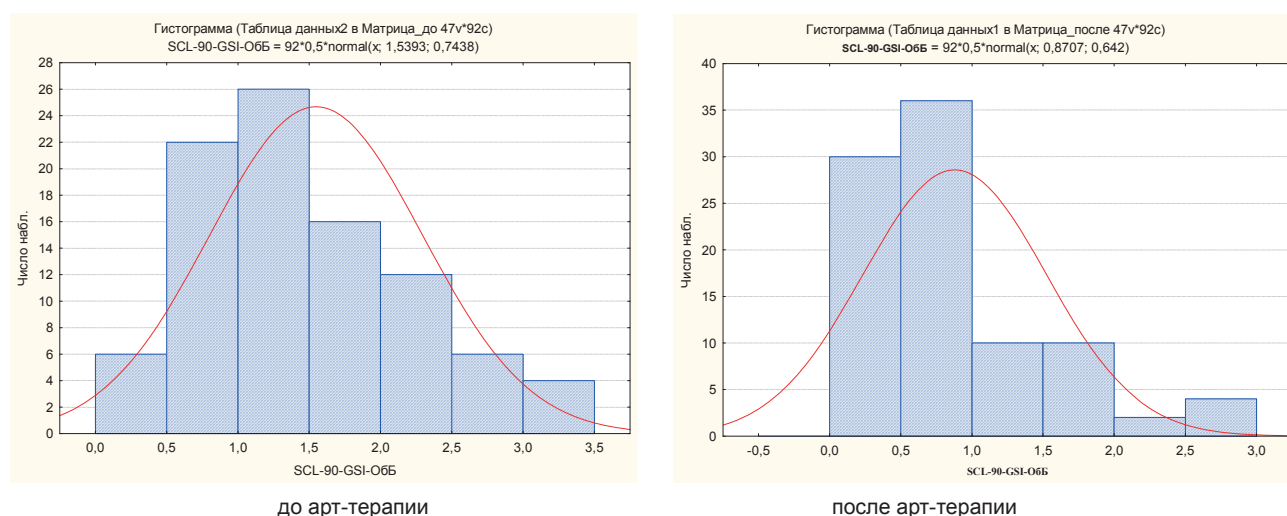 Гистограмма (Таблица данных2 в Матрица_до 47v*92c)
SCL-90-GSI-ОбБ = 92*0,5*normal(x; 1,5393; 0,7438)
28
26
24
22
20
18
16
14
12
10
8
6
4
2
0
Число набл.
0,0 0,5 1,0 1,5 2,0 2,5 3,0 3,5
SCL-90-GSI-ОбБ
до арт-терапии
Гистограмма (Таблица данных1 в Матрица_после 47v*92c)
SCL-90-GSI-ОбБ = 92*0,5*normal(x; 0,8707; 0,642)
40
35
30
25
20
15
10
5
0
Число набл.
-0,5 0,0 0,5 1,0 1,5 2,0 2,5 3,0
SCL-90-GSI-ОбБ
после арт-терапии